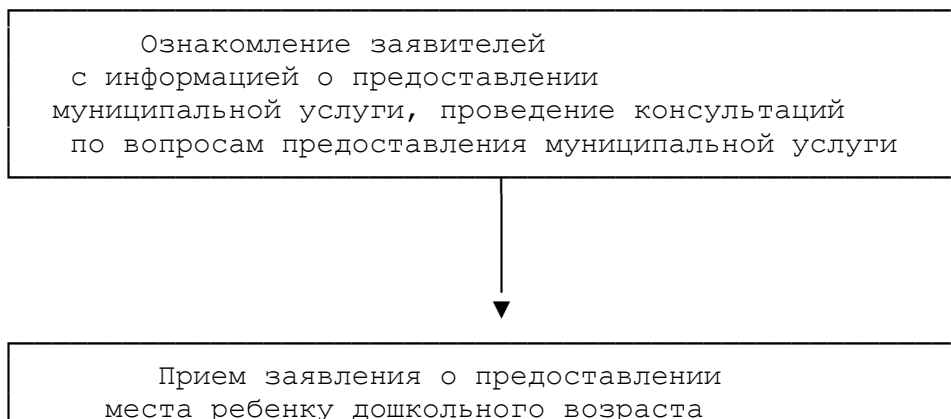 Ознакомление заявителей
с информацией о предоставлении
муниципальной услуги, проведение консультаций
по вопросам предоставления муниципальной услуги
Прием заявления о предоставлении
места ребенку дошкольного возраста